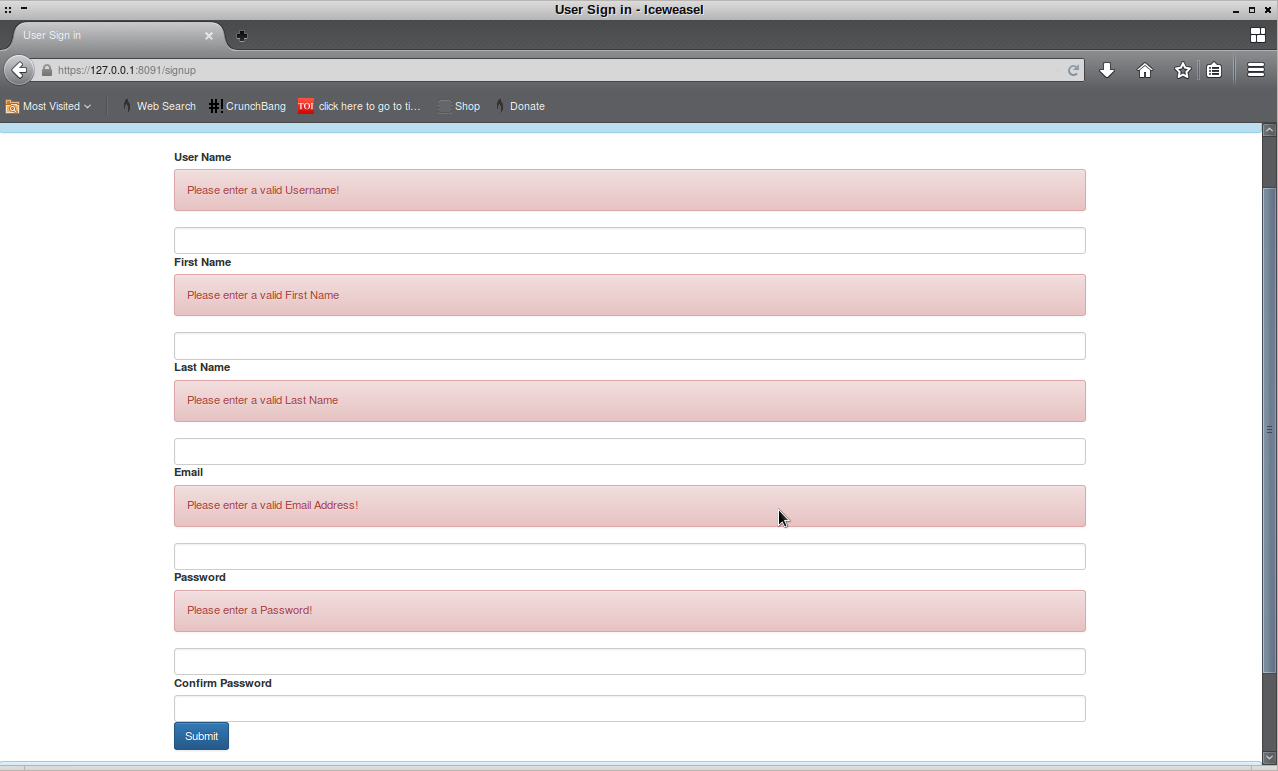 User Sign in - Iceweasel
User Sign in
https://127.0.0.1:8091/signup
Most Visited Web Search #! CrunchBang TOI click here to go to ti... Shop Donate
User Name
Please enter a valid Username!
First Name
Please enter a valid First Name
Last Name
Please enter a valid Last Name
Email
Please enter a valid Email Address!
Password
Please enter a Password!
Confirm Password
Submit